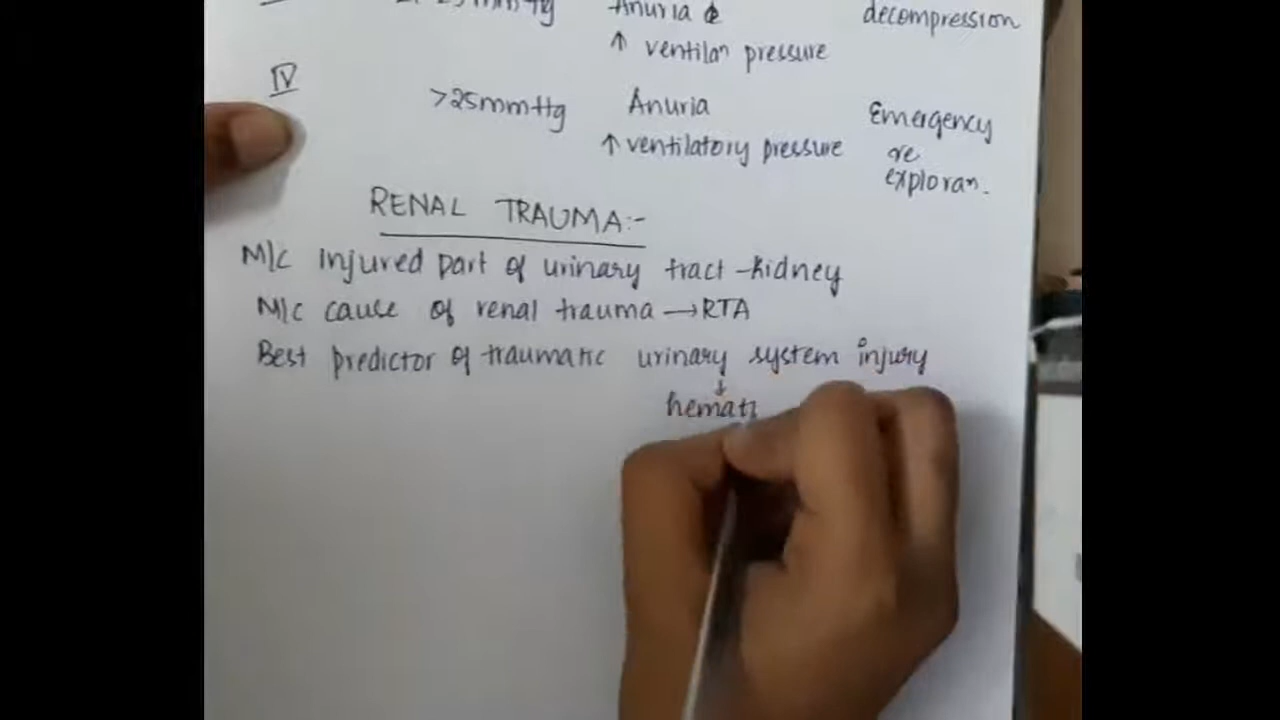 Anuria &
decompression
↑ ventilan pressure
IV
>25mmHg
Anuria
↑ ventilatory pressure
Emergency
re
exploran.
RENAL TRAUMA:-
M/c injured part of urinary tract - kidney
M/c cause of renal trauma → RTA
Best predictor of traumatic urinary system injury
↓
hemat